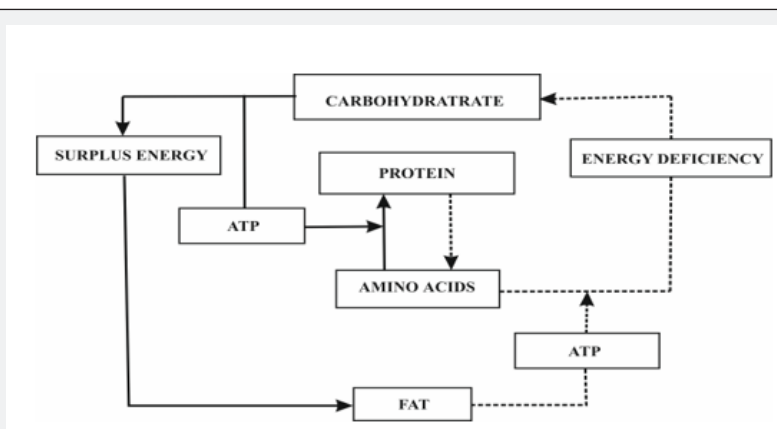 CARBOHYDRATRATE
SURPLUS ENERGY
ENERGY DEFICIENCY
PROTEIN
ATP
AMINO ACIDS
ATP
FAT